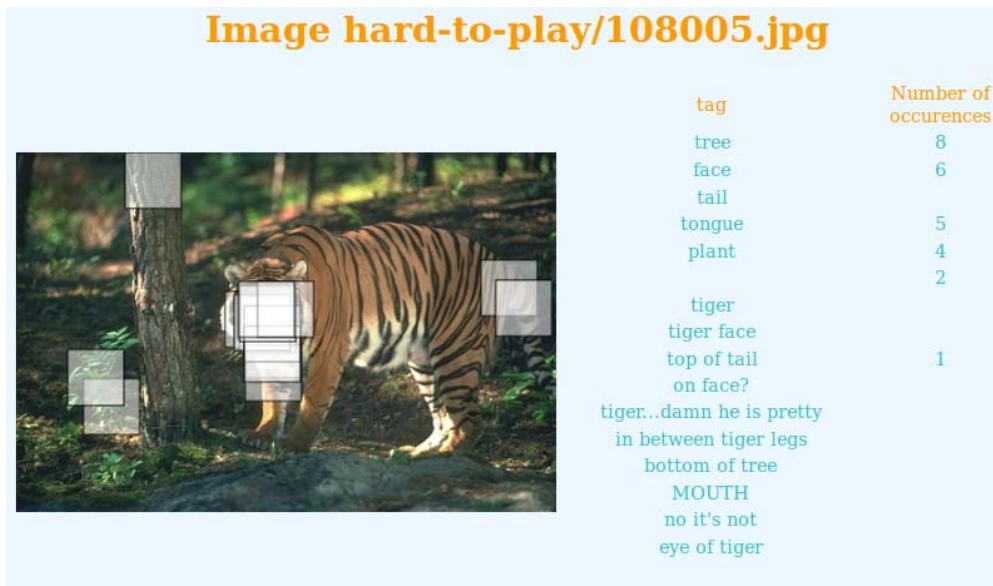 Image hard-to-play/108005.jpg
tag
Number of
occurences
tree 8
face 6
tail
tongue 5
plant 4
2
tiger
tiger face
top of tail 1
on face?
tiger...damn he is pretty
in between tiger legs
bottom of tree
MOUTH
no it's not
eye of tiger